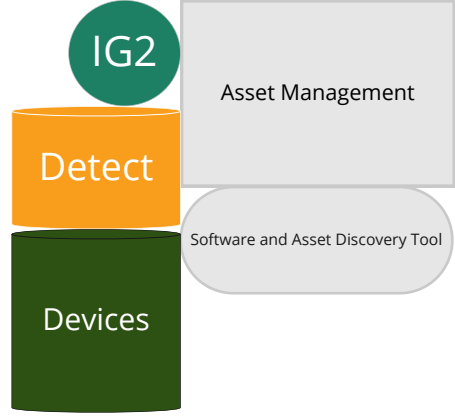 IG2
Asset Management
Detect
Software and Asset Discovery Tool
Devices